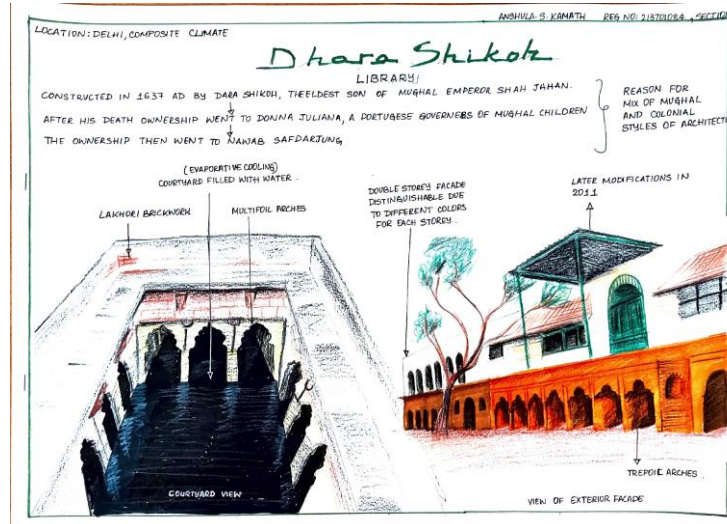 ANSHULA. S. KAMATH REG NO: 213701084, SECTIO
LOCATION: DELHI, COMPOSITE CLIMATE
Dhara Shikoh
LIBRARY
CONSTRUCTED IN 1637 AD BY DARA SHIKOH, THE ELDEST SON OF MUGHAL EMPEROR SHAH JAHAN.
AFTER HIS DEATH OWNERSHIP WENT TO DONNA JULIANA, A PORTUGESE GOVERNESS OF MUGHAL CHILDREN
THE OWNERSHIP THEN WENT TO NAWAB SAFDARJUNG
REASON FOR
MIX OF MUGHAL
AND COLONIAL
STYLES OF ARCHITECTU
(EVAPORATIVE COOLING)
COURTYARD FILLED WITH WATER.
LAKHORI BRICKWORK
MULTIFOIL ARCHES
DOUBLE STOREY FACADE
DISTINGUISHABLE DUE
TO DIFFERENT COLORS
FOR EACH STOREY.
LATER MODIFICATIONS IN
2011
COURTYARD VIEW
TREFOIL ARCHES.
VIEW OF EXTERIOR FACADE